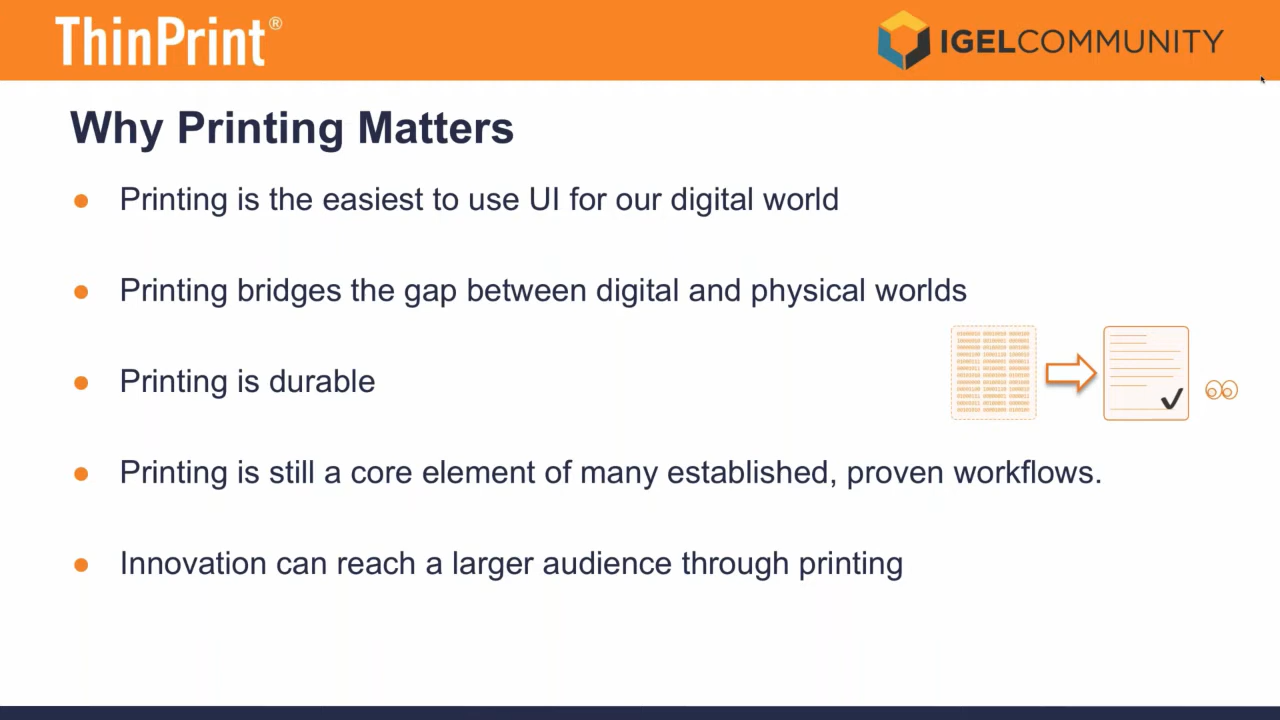 ThinPrint®
IGELCOMMUNITY
Why Printing Matters
● Printing is the easiest to use UI for our digital world
● Printing bridges the gap between digital and physical worlds
● Printing is durable
● Printing is still a core element of many established, proven workflows.
● Innovation can reach a larger audience through printing